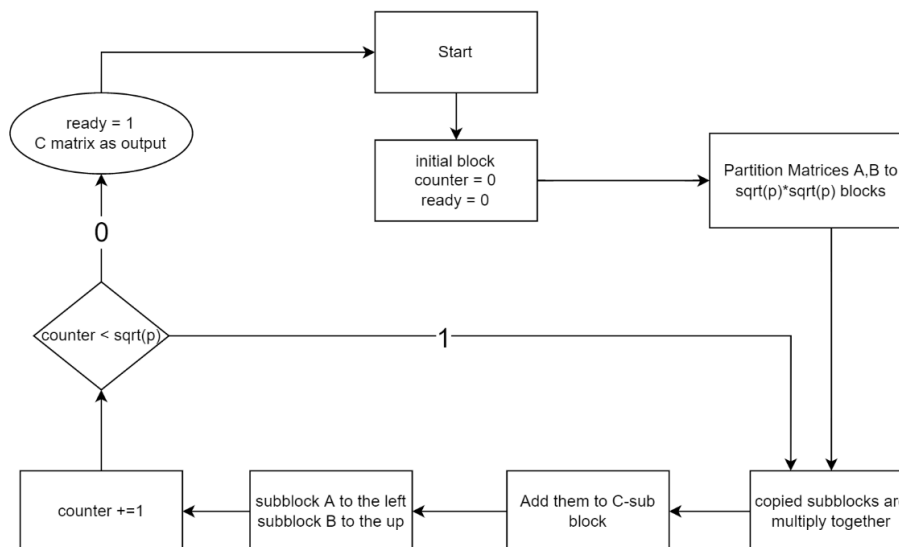 Start
initial block
counter = 0
ready = 0
Partition Matrices A,B to
sqrt(p)*sqrt(p) blocks
copied subblocks are
multiply together
Add them to C-sub
block
subblock A to the left
subblock B to the up
counter +=1
counter < sqrt(p)
1
0
ready = 1
C matrix as output